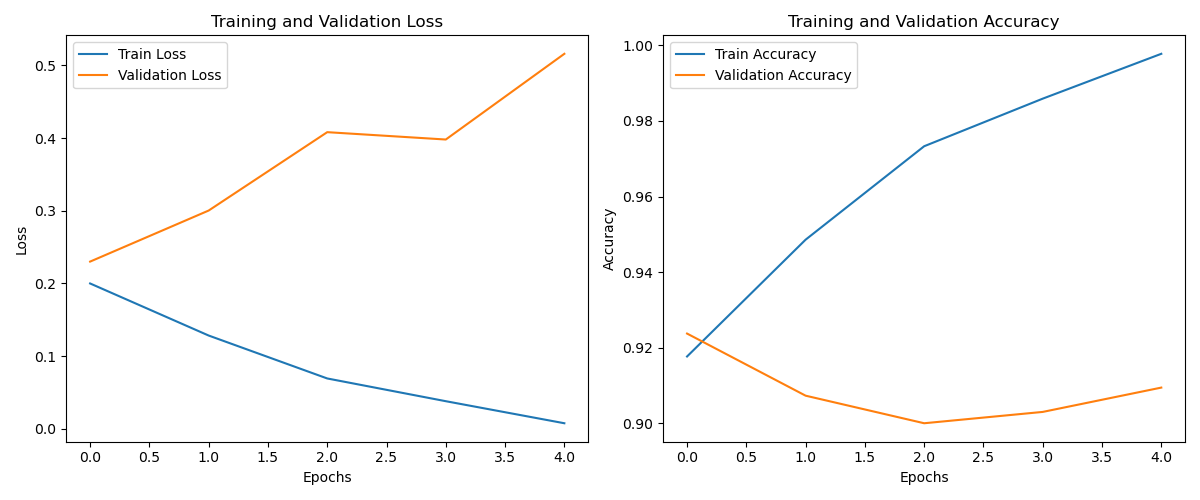 Training and Validation Loss
Train Loss
Validation Loss
0.5
0.4
0.3
0.2
0.1
0.0
Loss
0.0 0.5 1.0 1.5 2.0 2.5 3.0 3.5 4.0
Epochs
Training and Validation Accuracy
Train Accuracy
Validation Accuracy
1.00
0.98
0.96
0.94
0.92
0.90
Accuracy
0.0 0.5 1.0 1.5 2.0 2.5 3.0 3.5 4.0
Epochs